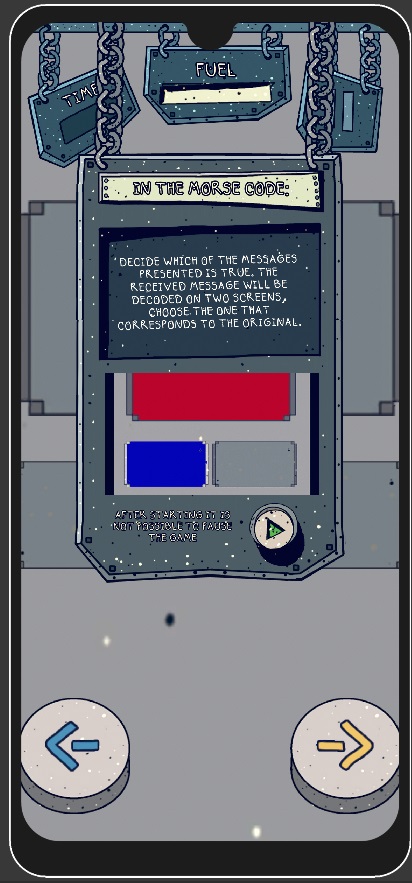 TIME
FUEL
IN THE MORSE CODE:
DECIDE WHICH OF THE MESSAGES
PRESENTED IS TRUE. THE
RECEIVED MESSAGE WILL BE
DECODED ON TWO SCREENS,
CHOOSE THE ONE THAT
CORRESPONDS TO THE ORIGINAL.
AFTER STARTING IT IS
NOT POSSIBLE TO PAUSE
THE GAME